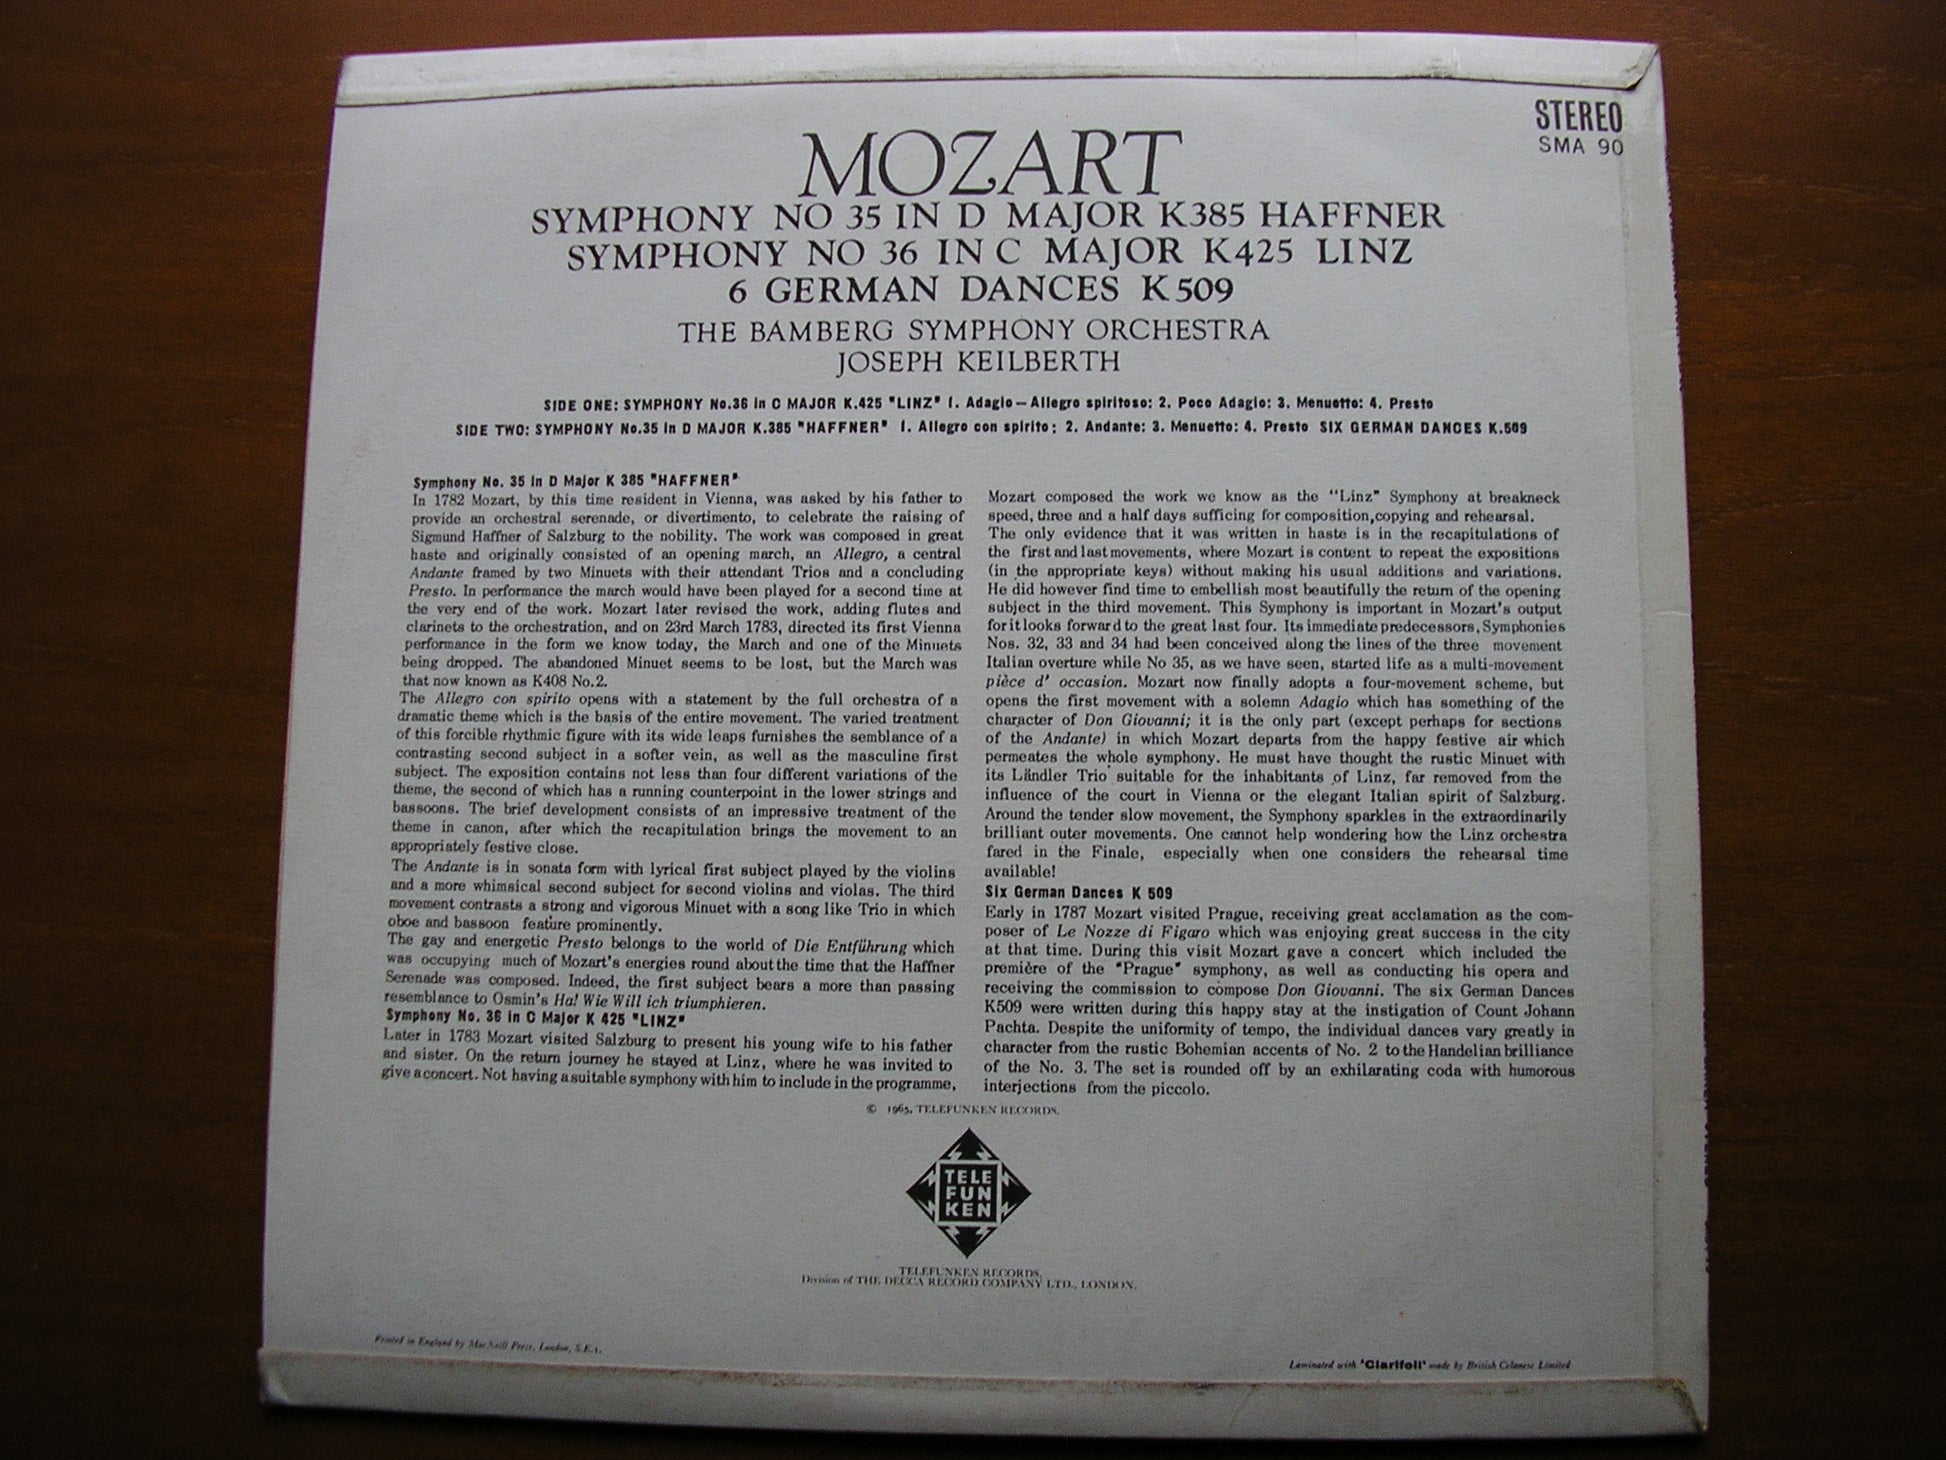 STEREO
SMA 90
MOZART
SYMPHONY NO 35 IN D MAJOR K385 HAFFNER
SYMPHONY NO 36 IN C MAJOR K425 LINZ
6 GERMAN DANCES K509
THE BAMBERG SYMPHONY ORCHESTRA
JOSEPH KEILBERTH
SIDE ONE: SYMPHONY No.36 in C MAJOR K.425 "LINZ" 1. Adagio — Allegro spiritoso: 2. Poco Adagio: 3. Menuetto: 4. Presto
SIDE TWO: SYMPHONY No.35 in D MAJOR K.385 "HAFFNER" 1. Allegro con spirito: 2. Andante: 3. Menuetto: 4. Presto SIX GERMAN DANCES K.509
Symphony No. 35 in D Major K 385 "HAFFNER"
In 1782 Mozart, by this time resident in Vienna, was asked by his father to
provide an orchestral serenade, or divertimento, to celebrate the raising of
Sigmund Haffner of Salzburg to the nobility. The work was composed in great
haste and originally consisted of an opening march, an Allegro, a central
Andante framed by two Minuets with their attendant Trios and a concluding
Presto. In performance the march would have been played for a second time at
the very end of the work. Mozart later revised the work, adding flutes and
clarinets to the orchestration, and on 23rd March 1783, directed its first Vienna
performance in the form we know today, the March and one of the Minuets
being dropped. The abandoned Minuet seems to be lost, but the March was
that now known as K408 No.2.
The Allegro con spirito opens with a statement by the full orchestra of a
dramatic theme which is the basis of the entire movement. The varied treatment
of this forcible rhythmic figure with its wide leaps furnishes the semblance of a
contrasting second subject in a softer vein, as well as the masculine first
subject. The exposition contains not less than four different variations of the
theme, the second of which has a running counterpoint in the lower strings and
bassoons. The brief development consists of an impressive treatment of the
theme in canon, after which the recapitulation brings the movement to an
appropriately festive close.
The Andante is in sonata form with lyrical first subject played by the violins
and a more whimsical second subject for second violins and violas. The third
movement contrasts a strong and vigorous Minuet with a song like Trio in which
oboe and bassoon feature prominently.
The gay and energetic Presto belongs to the world of Die Entführung which
was occupying much of Mozart's energies round about the time that the Haffner
Serenade was composed. Indeed, the first subject bears a more than passing
resemblance to Osmin's Ha! Wie Will ich triumphieren.
Symphony No. 36 in C Major K 425 "LINZ"
Later in 1783 Mozart visited Salzburg to present his young wife to his father
and sister. On the return journey he stayed at Linz, where he was invited to
give a concert. Not having a suitable symphony with him to include in the programme,
Mozart composed the work we know as the "Linz" Symphony at breakneck
speed, three and a half days sufficing for composition, copying and rehearsal.
The only evidence that it was written in haste is in the recapitulations of
the first and last movements, where Mozart is content to repeat the expositions
(in the appropriate keys) without making his usual additions and variations.
He did however find time to embellish most beautifully the return of the opening
subject in the third movement. This Symphony is important in Mozart's output
for it looks forward to the great last four. Its immediate predecessors, Symphonies
Nos. 32, 33 and 34 had been conceived along the lines of the three movement
Italian overture while No 35, as we have seen, started life as a multi-movement
pièce d' occasion. Mozart now finally adopts a four-movement scheme, but
opens the first movement with a solemn Adagio which has something of the
character of Don Giovanni; it is the only part (except perhaps for sections
of the Andante) in which Mozart departs from the happy festive air which
permeates the whole symphony. He must have thought the rustic Minuet with
its Ländler Trio suitable for the inhabitants of Linz, far removed from the
influence of the court in Vienna or the elegant Italian spirit of Salzburg.
Around the tender slow movement, the Symphony sparkles in the extraordinarily
brilliant outer movements. One cannot help wondering how the Linz orchestra
fared in the Finale, especially when one considers the rehearsal time
available!
Six German Dances K 509
Early in 1787 Mozart visited Prague, receiving great acclamation as the com-
poser of Le Nozze di Figaro which was enjoying great success in the city
at that time. During this visit Mozart gave a concert which included the
première of the "Prague" symphony, as well as conducting his opera and
receiving the commission to compose Don Giovanni. The six German Dances
K509 were written during this happy stay at the instigation of Count Johann
Pachta. Despite the uniformity of tempo, the individual dances vary greatly in
character from the rustic Bohemian accents of No. 2 to the Handelian brilliance
of the No. 3. The set is rounded off by an exhilarating coda with humorous
interjections from the piccolo.
© 1965, TELEFUNKEN RECORDS.
TELE
FUN
KEN
TELEFUNKEN RECORDS,
Division of THE DECCA RECORD COMPANY LTD., LONDON.
Printed in England by MacNeill Press, London, S.E.1.
Laminated with 'Clarifoil' made by British Celanese Limited